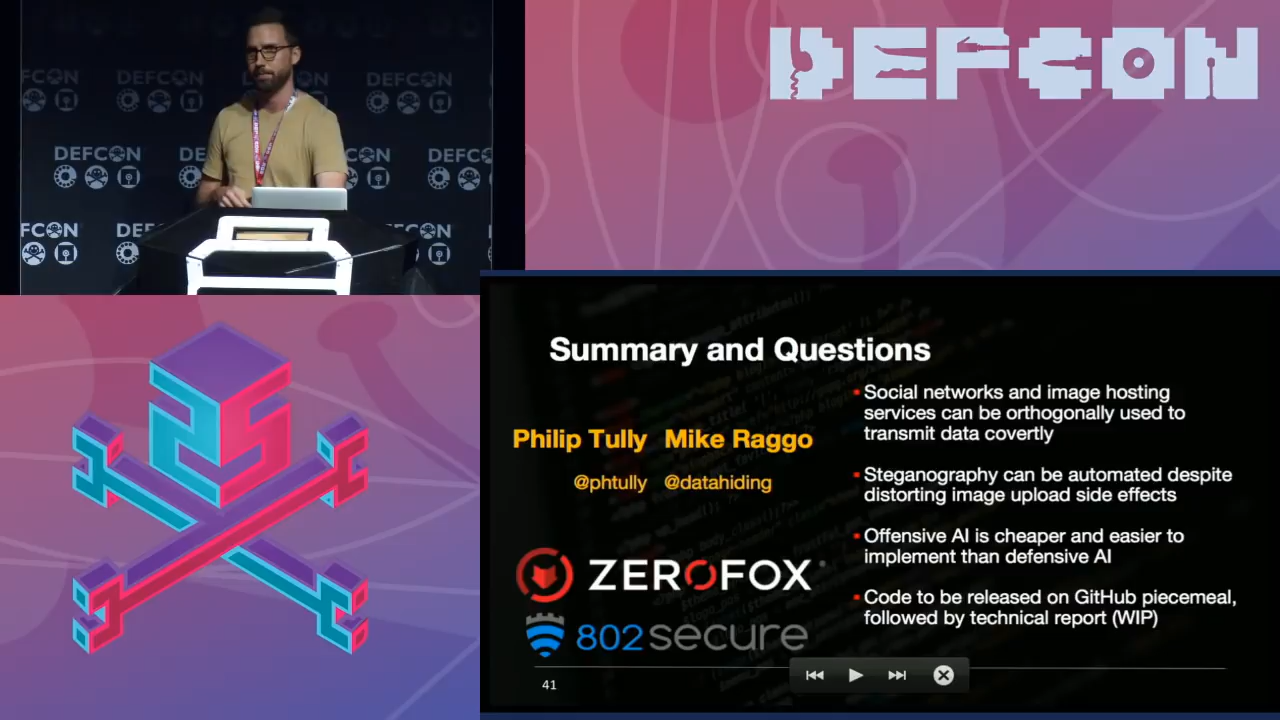 DEFCON
DEFCON
DEFCON
DEFCON
DEFCON
DEFCON
DEFCON
Summary and Questions
Philip Tully Mike Raggo
@phtully @datahiding
ZEROFOX
802secure
41
▪ Social networks and image hosting
services can be orthogonally used to
transmit data covertly
▪ Steganography can be automated despite
distorting image upload side effects
▪ Offensive AI is cheaper and easier to
implement than defensive AI
▪ Code to be released on GitHub piecemeal,
followed by technical report (WIP)